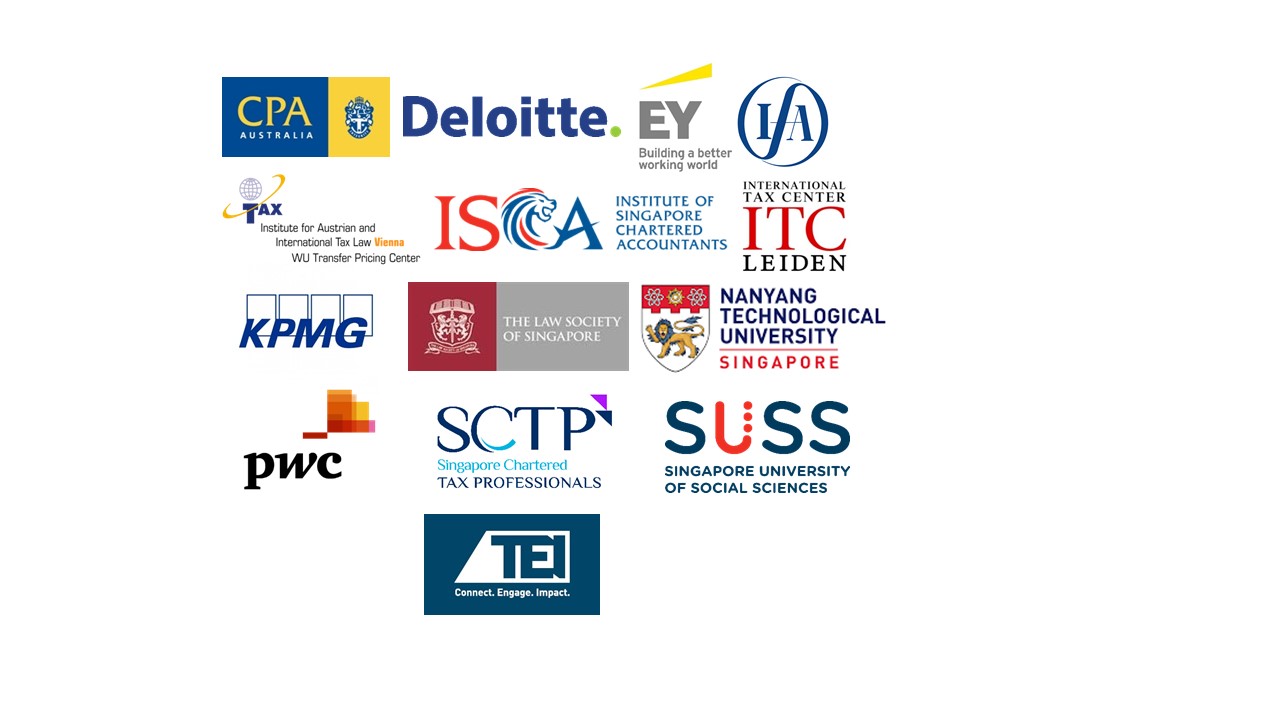 CPA
AUSTRALIA
Deloitte.
EY
Building a better
working world
IFA
TAX
Institute for Austrian and
International Tax Law Vienna
WU Transfer Pricing Center
ISCA
INSTITUTE OF
SINGAPORE
CHARTERED
ACCOUNTANTS
INTERNATIONAL
TAX CENTER
ITC
LEIDEN
KPMG
THE LAW SOCIETY
OF SINGAPORE
NANYANG
TECHNOLOGICAL
UNIVERSITY
SINGAPORE
pwc
SCTP
Singapore Chartered
TAX PROFESSIONALS
SUSS
SINGAPORE UNIVERSITY
OF SOCIAL SCIENCES
TEI
Connect. Engage. Impact.